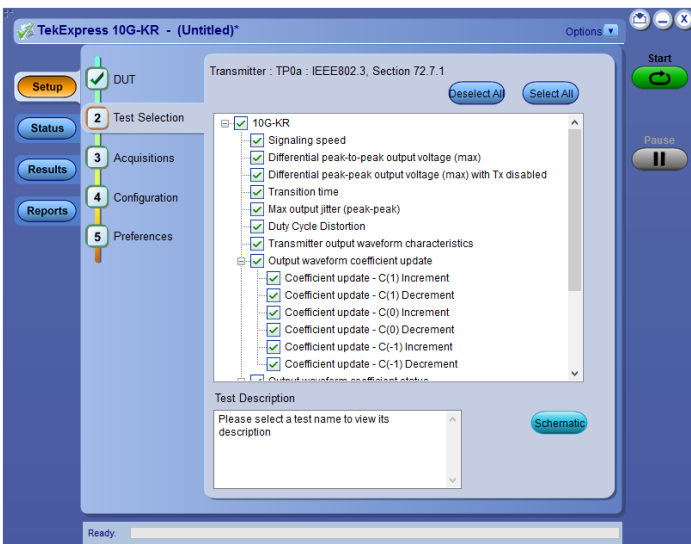 TekExpress 10G-KR - (Untitled)*
Options
Setup
Status
Results
Reports
DUT
2 Test Selection
3 Acquisitions
4 Configuration
5 Preferences
Transmitter : TP0a : IEEE802.3, Section 72.7.1
Deselect All
Select All
10G-KR
Signaling speed
Differential peak-to-peak output voltage (max)
Differential peak-peak output voltage (max) with Tx disabled
Transition time
Max output jitter (peak-peak)
Duty Cycle Distortion
Transmitter output waveform characteristics
Output waveform coefficient update
Coefficient update - C(1) Increment
Coefficient update - C(1) Decrement
Coefficient update - C(0) Increment
Coefficient update - C(0) Decrement
Coefficient update - C(-1) Increment
Coefficient update - C(-1) Decrement
Output waveform coefficient status
Test Description
Please select a test name to view its
description
Schematic
Start
Pause
Ready.